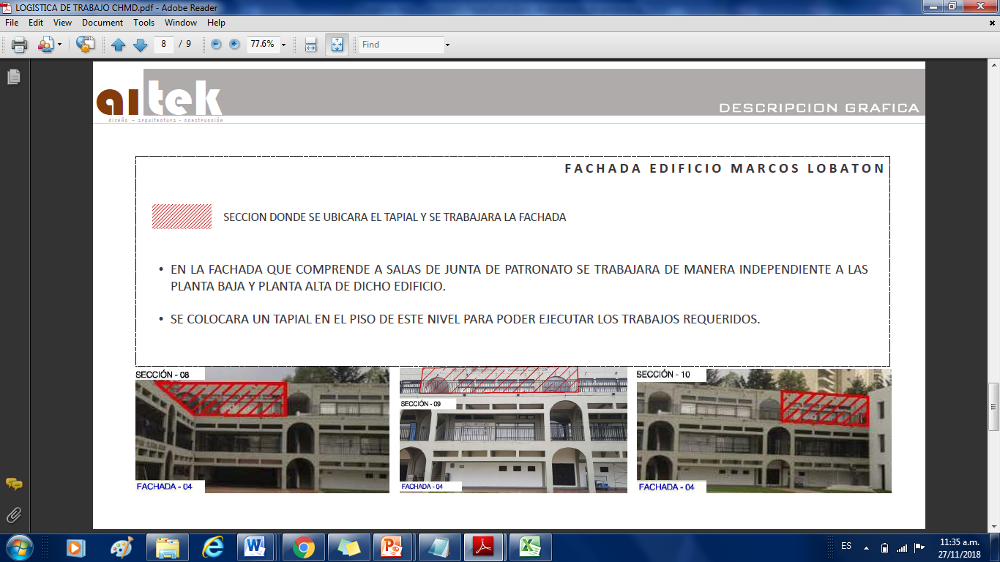 LOGISTICA DE TRABAJO CHMD.pdf - Adobe Reader
File Edit View Document Tools Window Help
8 / 9 77.6% Find
aitek
diseño - arquitectura - construcción
DESCRIPCION GRAFICA
FACHADA EDIFICIO MARCOS LOBATON
SECCION DONDE SE UBICARA EL TAPIAL Y SE TRABAJARA LA FACHADA
• EN LA FACHADA QUE COMPRENDE A SALAS DE JUNTA DE PATRONATO SE TRABAJARA DE MANERA INDEPENDIENTE A LAS
PLANTA BAJA Y PLANTA ALTA DE DICHO EDIFICIO.
• SE COLOCARA UN TAPIAL EN EL PISO DE ESTE NIVEL PARA PODER EJECUTAR LOS TRABAJOS REQUERIDOS.
SECCIÓN - 08
FACHADA - 04
SECCIÓN - 09
FACHADA - 04
SECCIÓN - 10
FACHADA - 04
ES
11:35 a.m.
27/11/2018